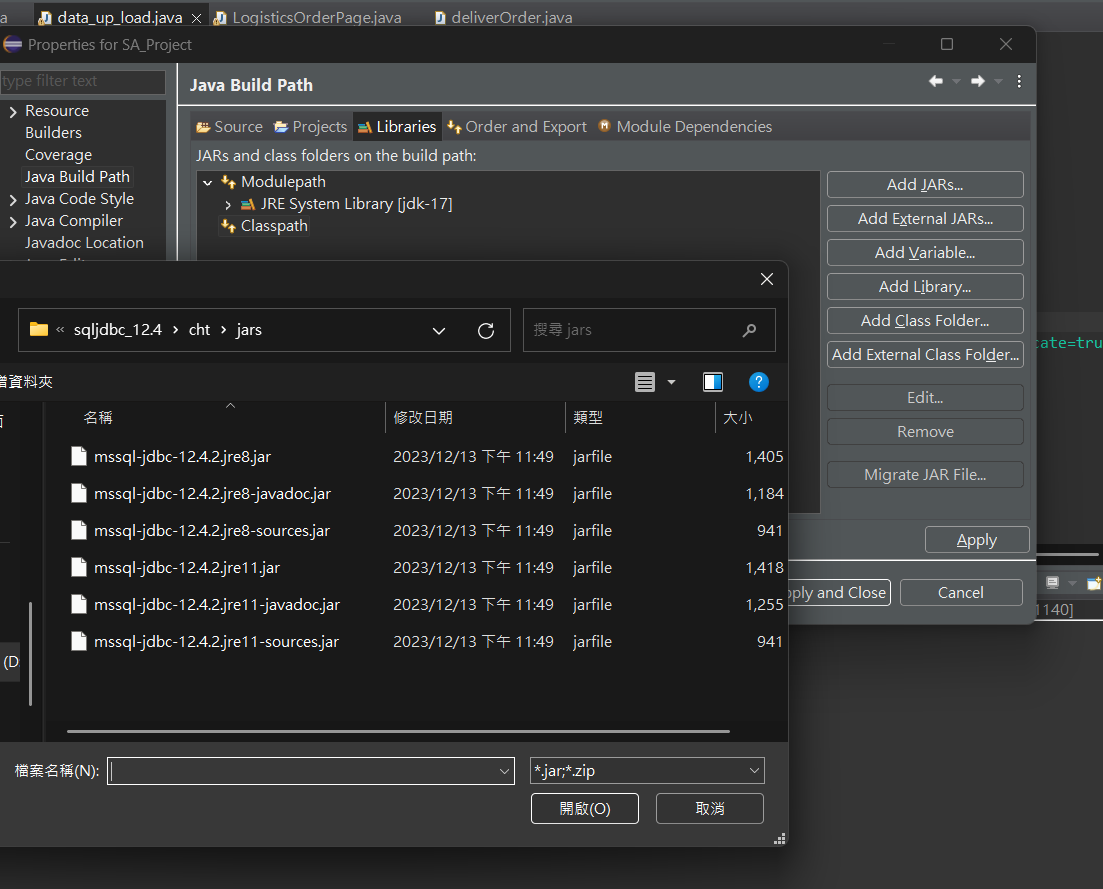 a data_up_load.java LogisticsOrderPage.java deliverOrder.java
Properties for SA_Project
type filter text
Java Build Path
Resource
Builders
Coverage
Java Build Path
Java Code Style
Java Compiler
Javadoc Location
Source Projects Libraries Order and Export Module Dependencies
JARs and class folders on the build path:
Modulepath
JRE System Library [jdk-17]
Classpath
Add JARs...
Add External JARs...
Add Variable...
Add Library...
Add Class Folder...
Add External Class Folder...
Edit...
Remove
Migrate JAR File...
Apply
pply and Close
Cancel
cate=tru
1140]
« sqljdbc_12.4 › cht › jars
搜尋 jars
增資料夾
名稱 修改日期 類型 大小
mssql-jdbc-12.4.2.jre8.jar 2023/12/13 下午 11:49 jarfile 1,405
mssql-jdbc-12.4.2.jre8-javadoc.jar 2023/12/13 下午 11:49 jarfile 1,184
mssql-jdbc-12.4.2.jre8-sources.jar 2023/12/13 下午 11:49 jarfile 941
mssql-jdbc-12.4.2.jre11.jar 2023/12/13 下午 11:49 jarfile 1,418
mssql-jdbc-12.4.2.jre11-javadoc.jar 2023/12/13 下午 11:49 jarfile 1,255
mssql-jdbc-12.4.2.jre11-sources.jar 2023/12/13 下午 11:49 jarfile 941
(D
檔案名稱(N):
*.jar;*.zip
開啟(O)
取消